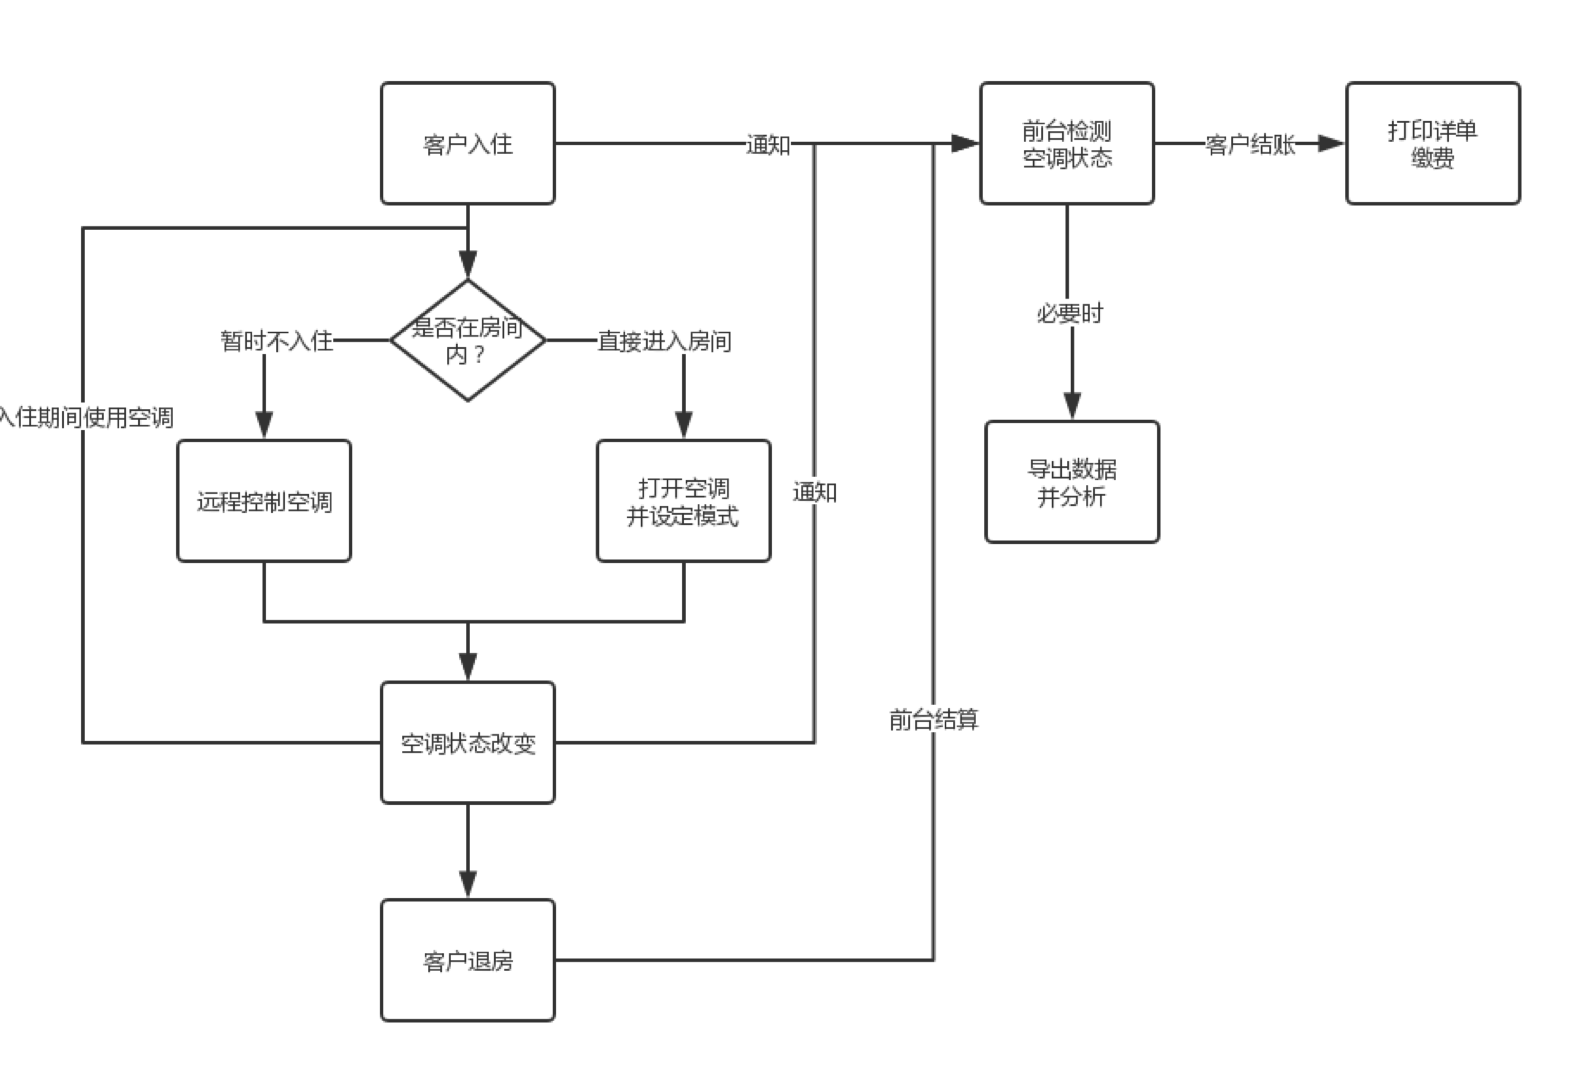 客户入住
通知
前台检测
空调状态
客户结账
打印详单
缴费
是否在房间
内？
暂时不入住
直接进入房间
必要时
入住期间使用空调
远程控制空调
打开空调
并设定模式
通知
导出数据
并分析
前台结算
空调状态改变
客户退房